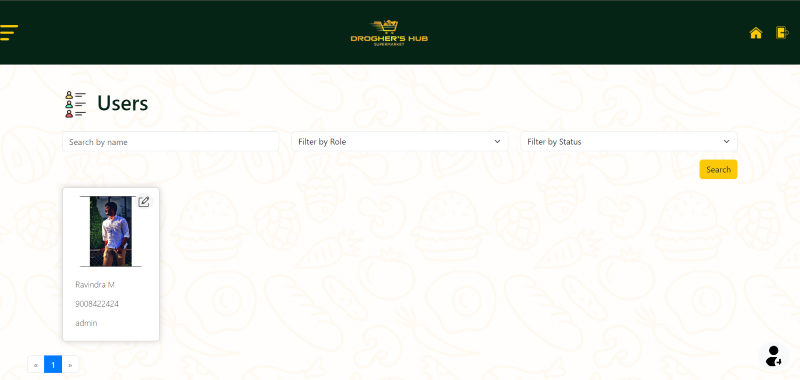 DROGHER'S HUB
SUPERMARKET
Users
Search by name
Filter by Role
Filter by Status
Search
Ravindra M
9008422424
admin
« 1 »